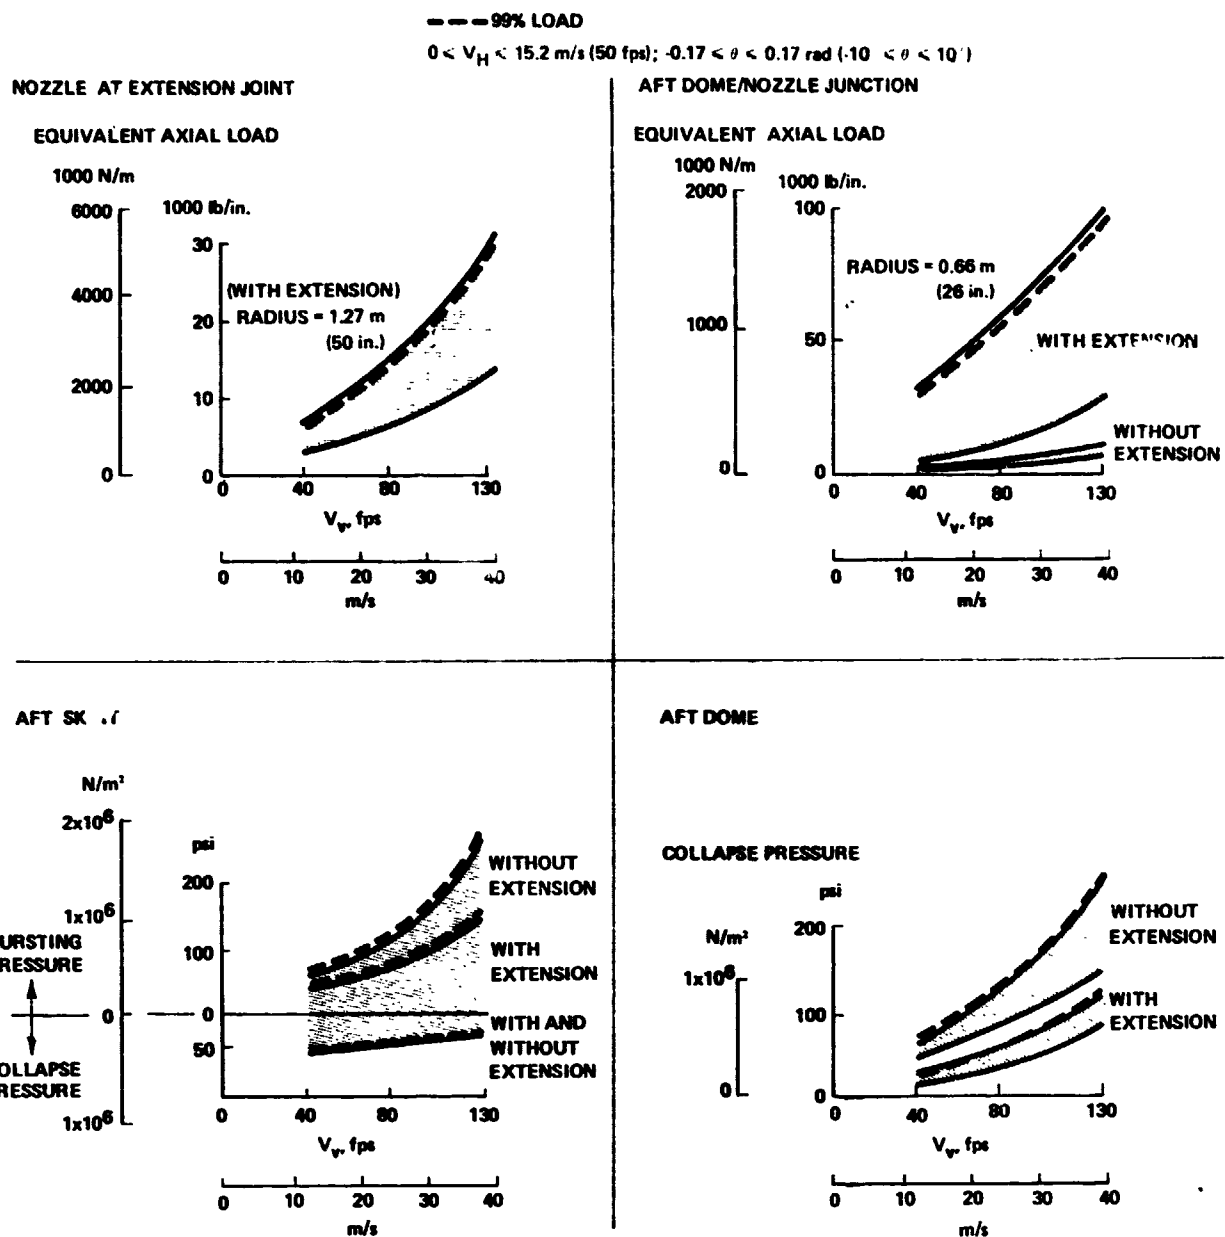 99% LOAD
0 < V_H < 15.2 m/s (50 fps); -0.17 < θ < 0.17 rad (-10 < θ < 10°)
NOZZLE AT EXTENSION JOINT
EQUIVALENT AXIAL LOAD
1000 N/m
1000 lb/in.
6000
4000
2000
0
30
20
10
0
(WITH EXTENSION)
RADIUS = 1.27 m
(50 in.)
0 40 80 130
V_v, fps
0 10 20 30 40
m/s
AFT DOME/NOZZLE JUNCTION
EQUIVALENT AXIAL LOAD
1000 N/m
1000 lb/in.
2000
1000
0
100
50
0
RADIUS = 0.66 m
(26 in.)
WITH EXTENSION
WITHOUT
EXTENSION
0 40 80 130
V_v, fps
0 10 20 30 40
m/s
AFT
N/m²
psi
2x10⁶
1x10⁶
0
1x10⁶
URSTING
RESSURE
OLLAPSE
RESSURE
200
100
0
50
WITHOUT
EXTENSION
WITH
EXTENSION
WITH AND
WITHOUT
EXTENSION
0 40 80 130
V_v, fps
0 10 20 30 40
m/s
AFT DOME
COLLAPSE PRESSURE
psi
N/m²
1x10⁶
0
200
100
0
WITHOUT
EXTENSION
WITH
EXTENSION
0 40 80 130
V_v, fps
0 10 20 30 40
m/s